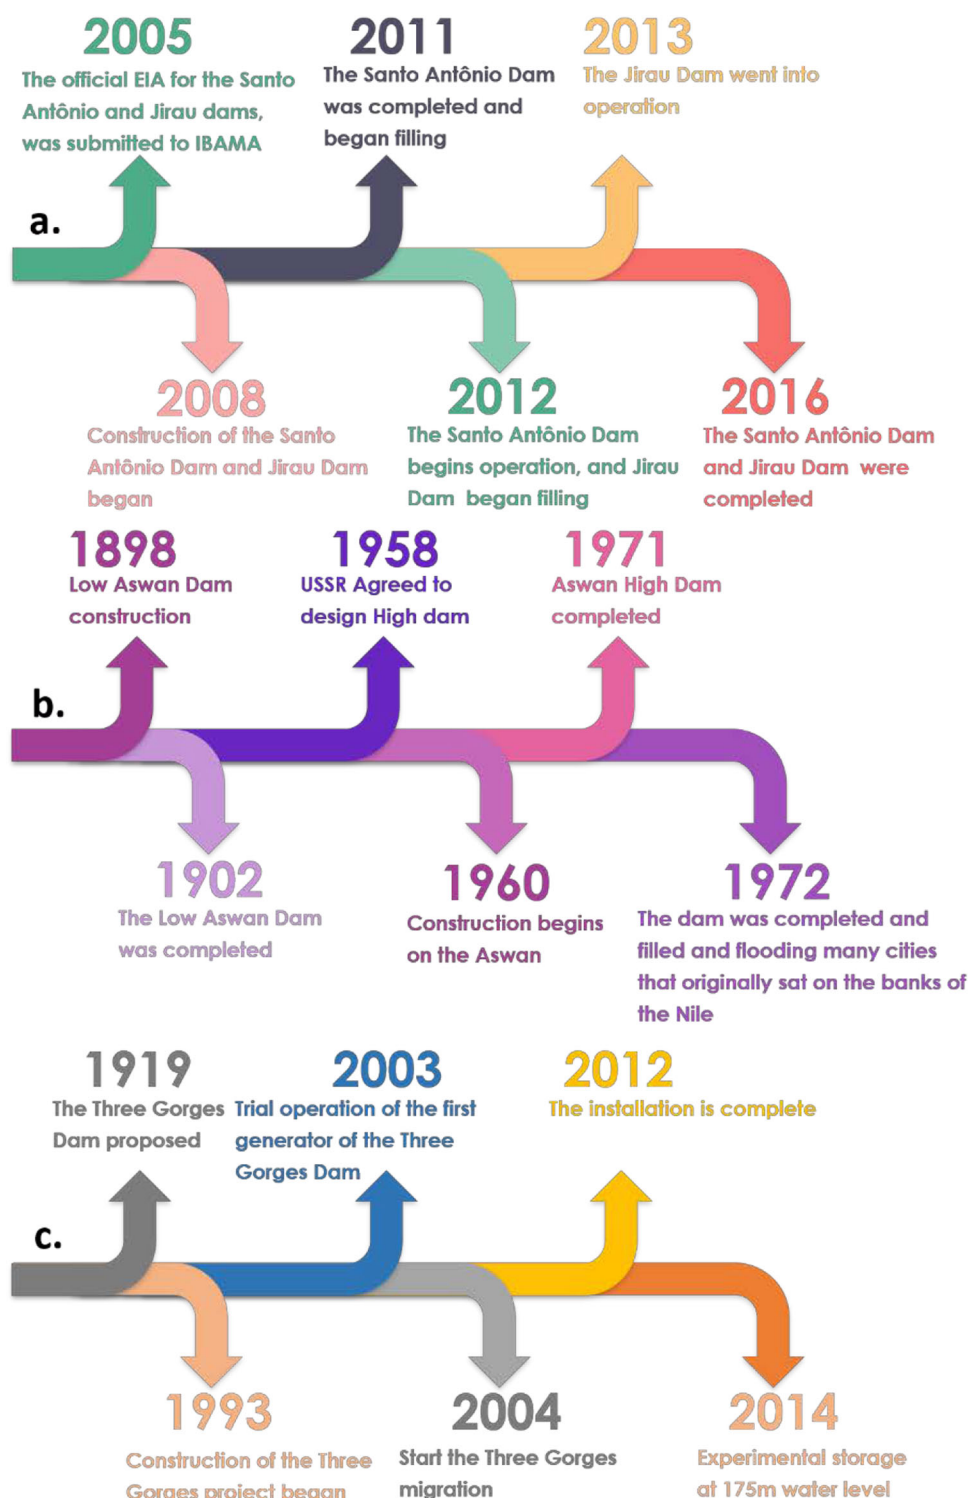 2005
The official EIA for the Santo
Antônio and Jirau dams,
was submitted to IBAMA
2011
The Santo Antônio Dam
was completed and
began filling
2013
The Jirau Dam went into
operation
a.
2008
Construction of the Santo
Antônio Dam and Jirau Dam
began
2012
The Santo Antônio Dam
begins operation, and Jirau
Dam began filling
2016
The Santo Antônio Dam
and Jirau Dam were
completed
1898
Low Aswan Dam
construction
1958
USSR Agreed to
design High dam
1971
Aswan High Dam
completed
b.
1902
The Low Aswan Dam
was completed
1960
Construction begins
on the Aswan
1972
The dam was completed and
filled and flooding many cities
that originally sat on the banks of
the Nile
1919
The Three Gorges
Dam proposed
2003
Trial operation of the first
generator of the Three
Gorges Dam
2012
The installation is complete
c.
1993
Construction of the Three
Gorges project began
2004
Start the Three Gorges
migration
2014
Experimental storage
at 175m water level